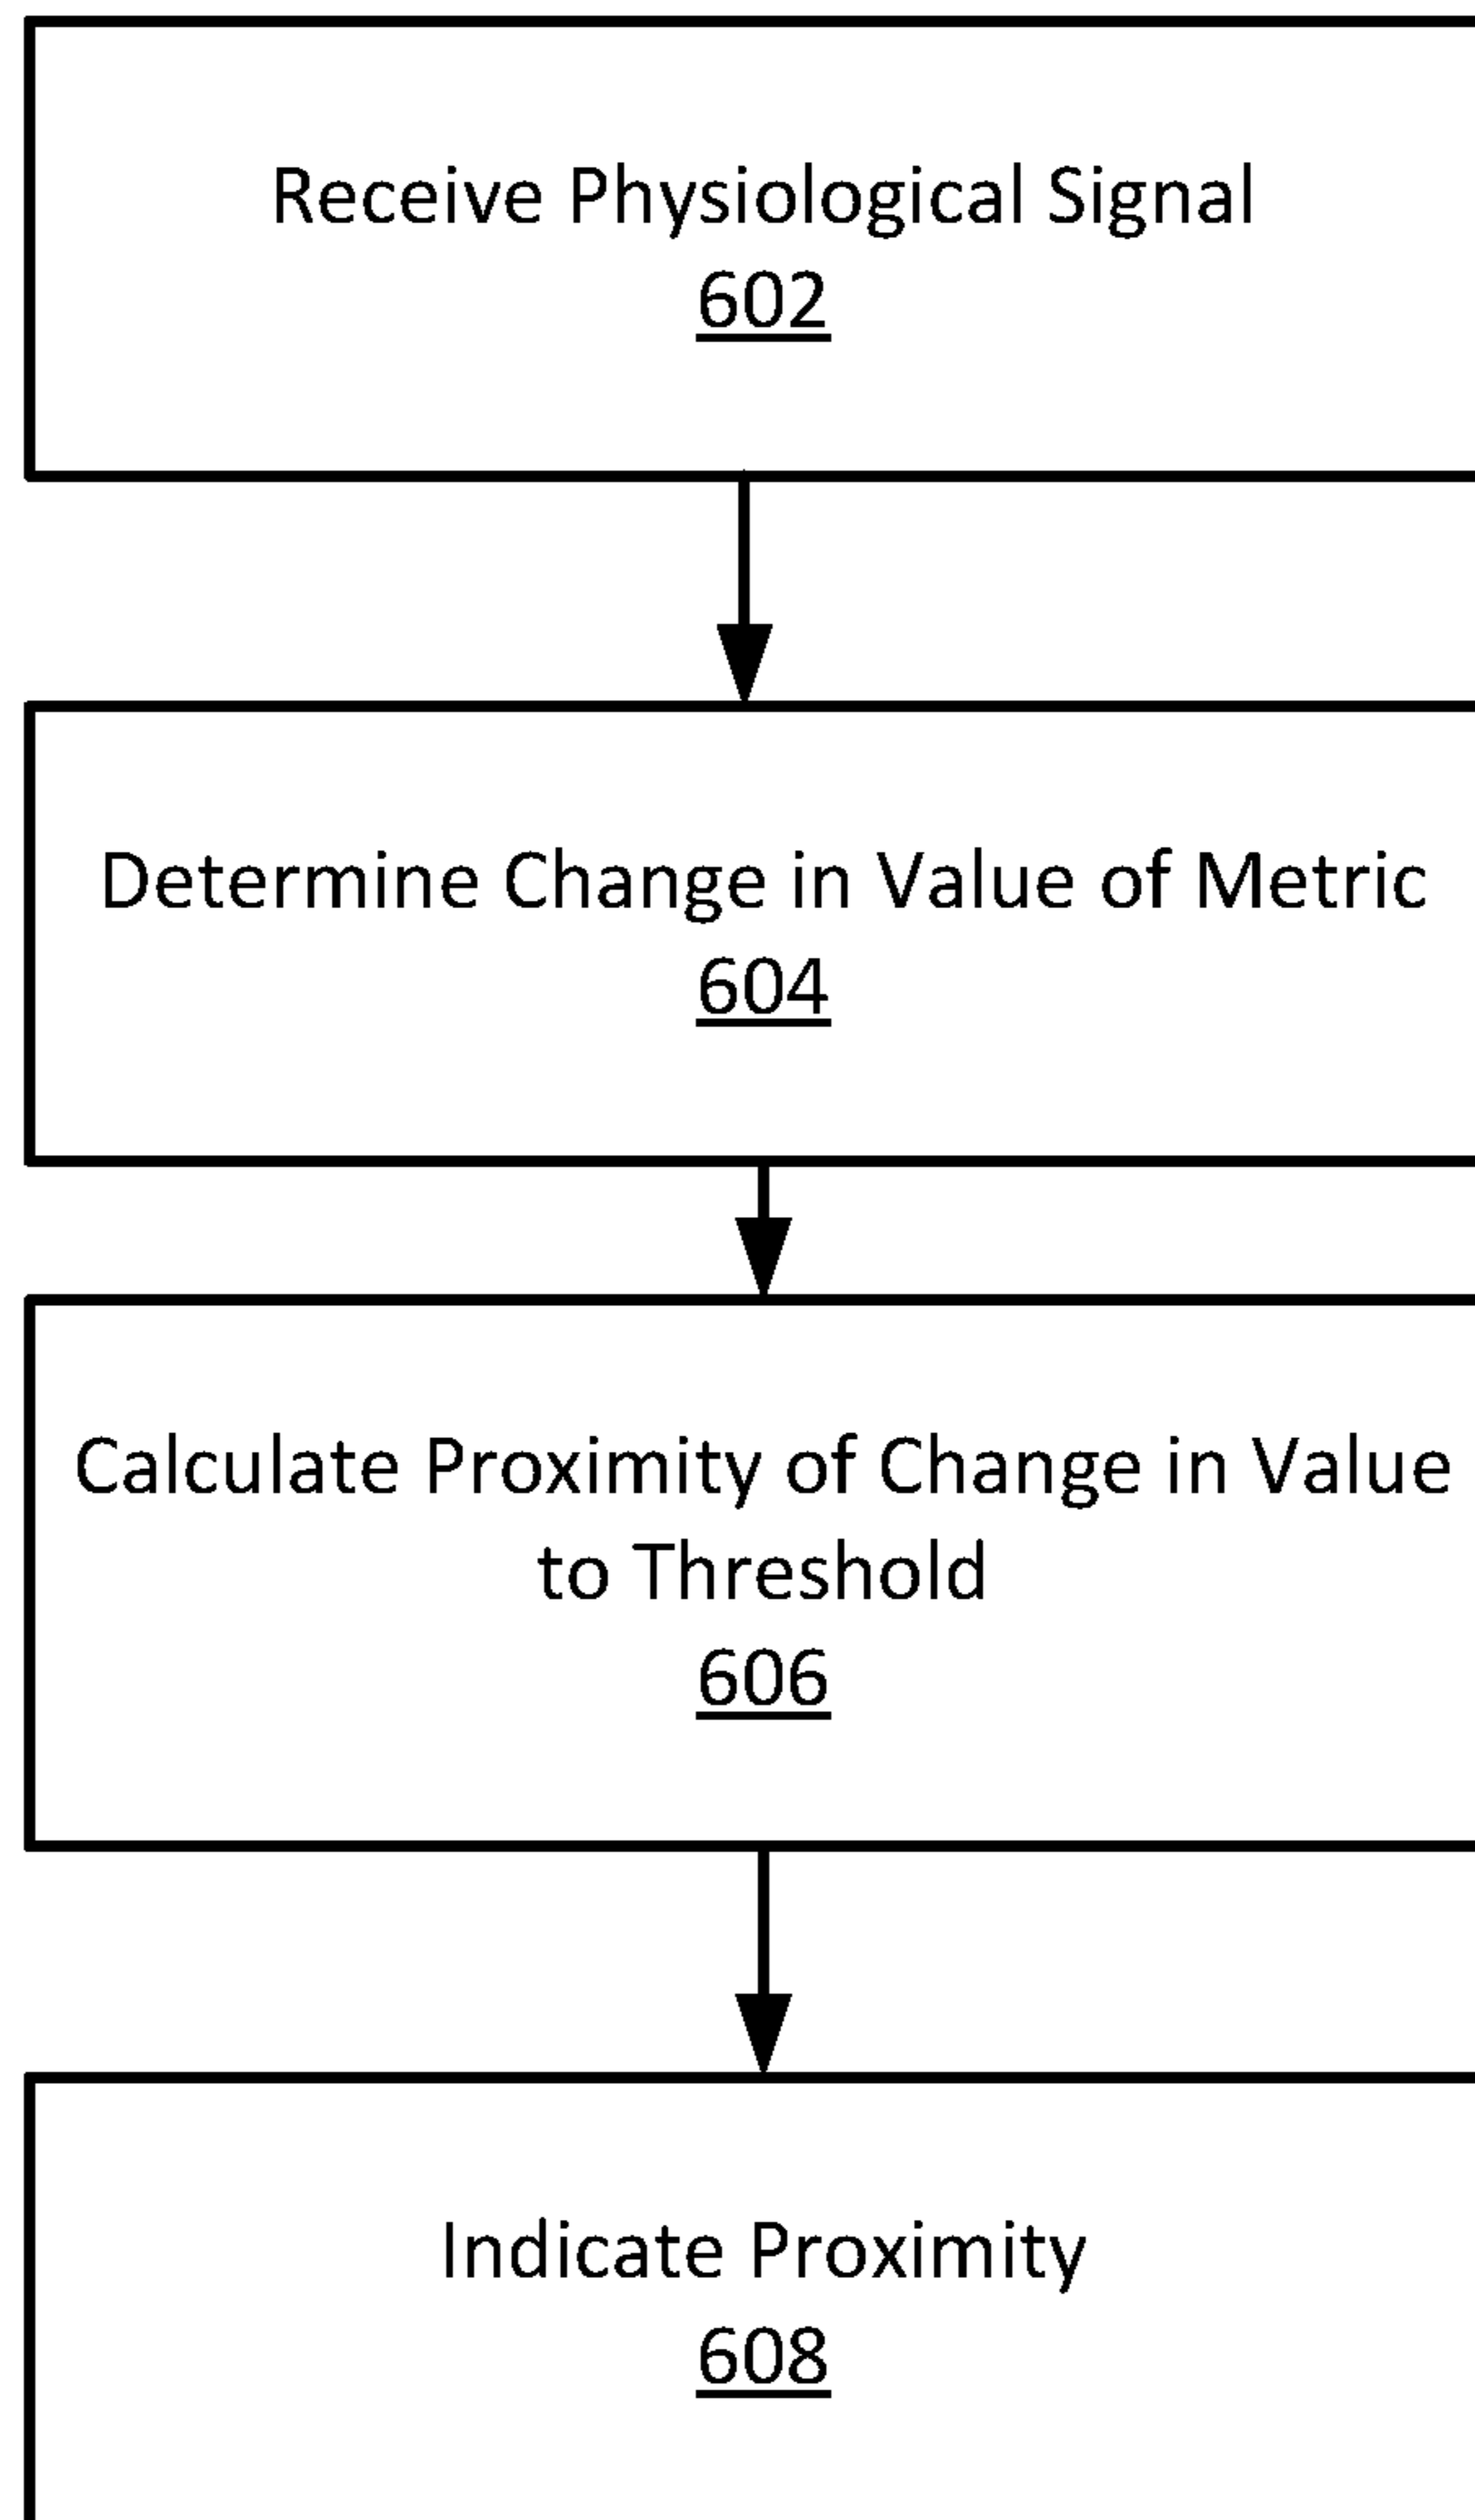 Receive Physiological Signal
602
Determine Change in Value of Metric
604
Calculate Proximity of Change in Value
to Threshold
606
Indicate Proximity
608